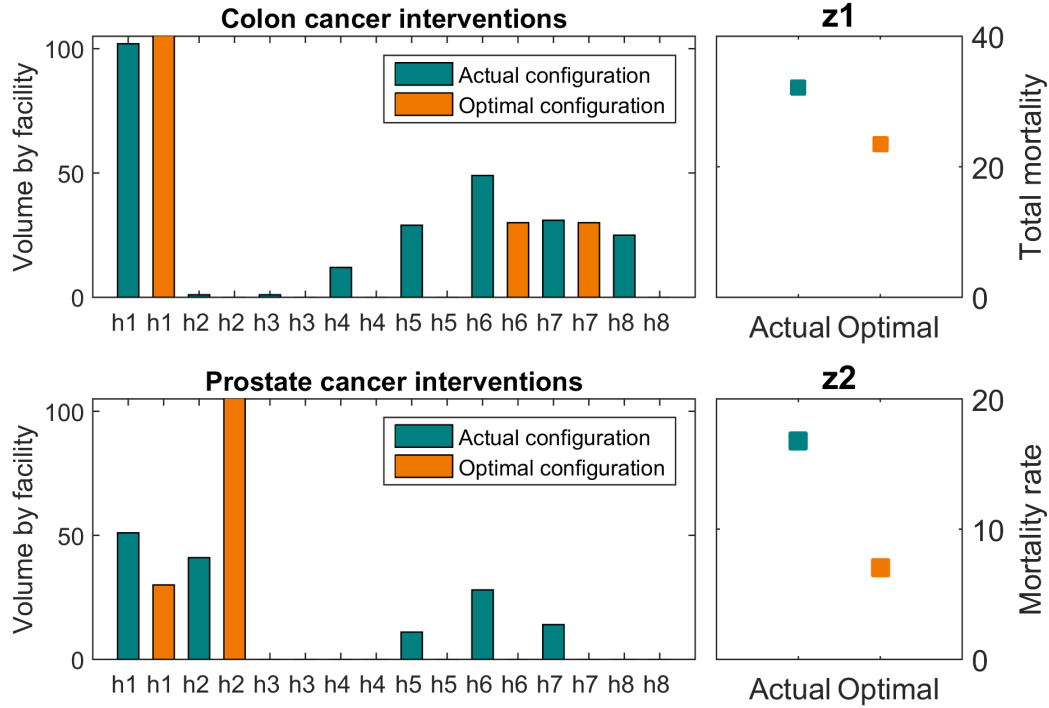 Colon cancer interventions
Volume by facility
100
50
0
Actual configuration
Optimal configuration
h1 h1 h2 h2 h3 h3 h4 h4 h5 h5 h6 h6 h7 h7 h8 h8
z1
40
20
0
Total mortality
Actual Optimal
Prostate cancer interventions
Volume by facility
100
50
0
Actual configuration
Optimal configuration
h1 h1 h2 h2 h3 h3 h4 h4 h5 h5 h6 h6 h7 h7 h8 h8
z2
20
10
0
Mortality rate
Actual Optimal